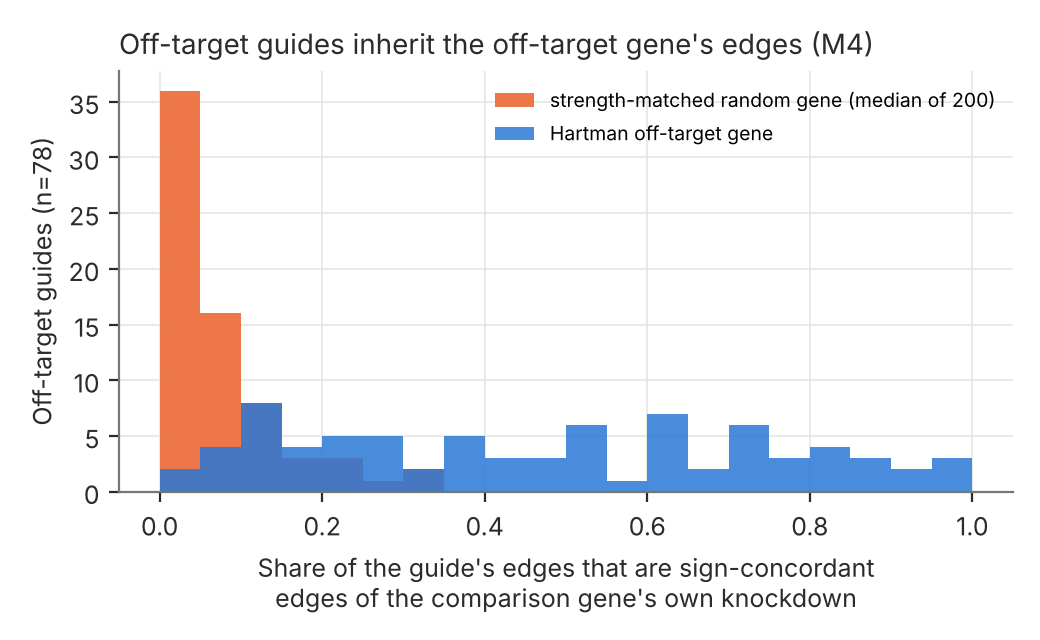 Off-target guides inherit the off-target gene's edges (M4)
strength-matched random gene (median of 200)
Hartman off-target gene
Off-target guides (n=78)
35
30
25
20
15
10
5
0
0.0 0.2 0.4 0.6 0.8 1.0
Share of the guide's edges that are sign-concordant
edges of the comparison gene's own knockdown